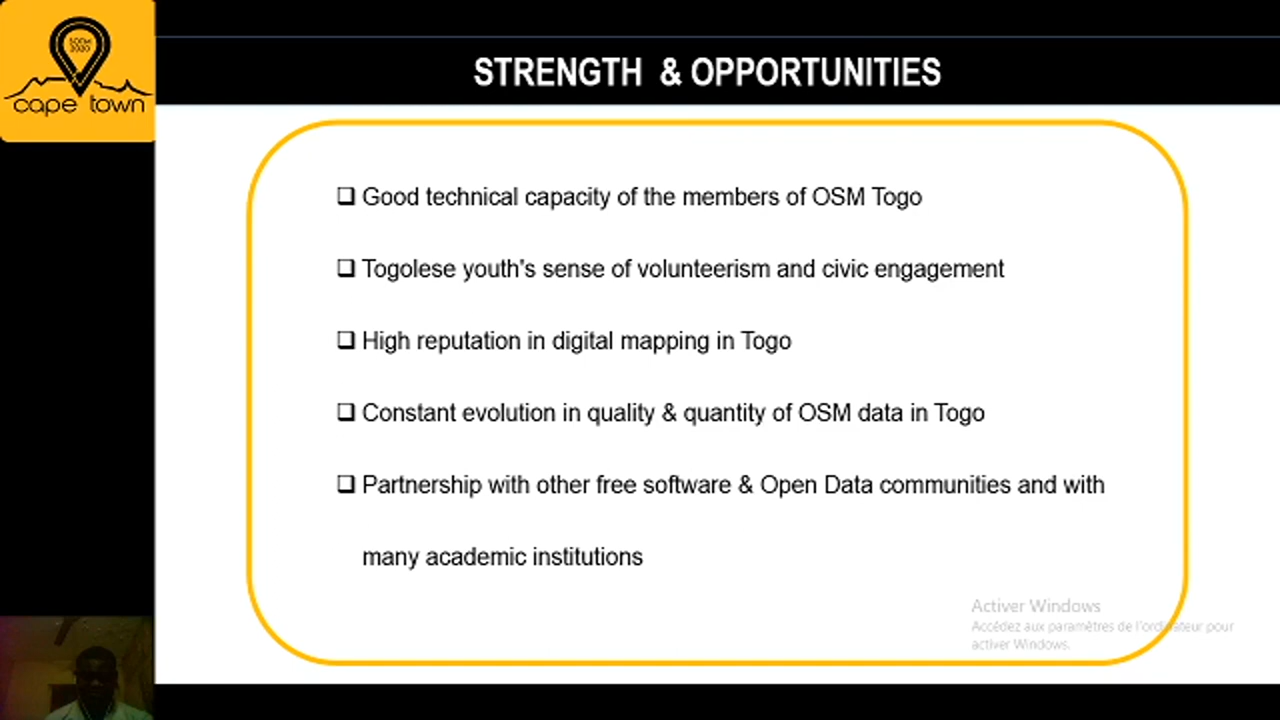 SOTM
2020
cape town
STRENGTH & OPPORTUNITIES
❑ Good technical capacity of the members of OSM Togo
❑ Togolese youth's sense of volunteerism and civic engagement
❑ High reputation in digital mapping in Togo
❑ Constant evolution in quality & quantity of OSM data in Togo
❑ Partnership with other free software & Open Data communities and with
many academic institutions
Activer Windows
Accédez aux paramètres de l'ordinateur pour
activer Windows.